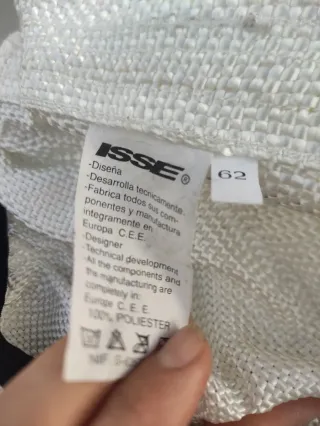 ISSE®
62
-Diseña
-Desarrolla tecnicamente.
-Fabrica todos sus com-
ponentes y manufactura
integramente en
Europa C.E.E.
-Designer
-Technical development
-All the components and
the manufacturing are
completely in:
Europe C. E. E.
100% POLIESTER
NIF